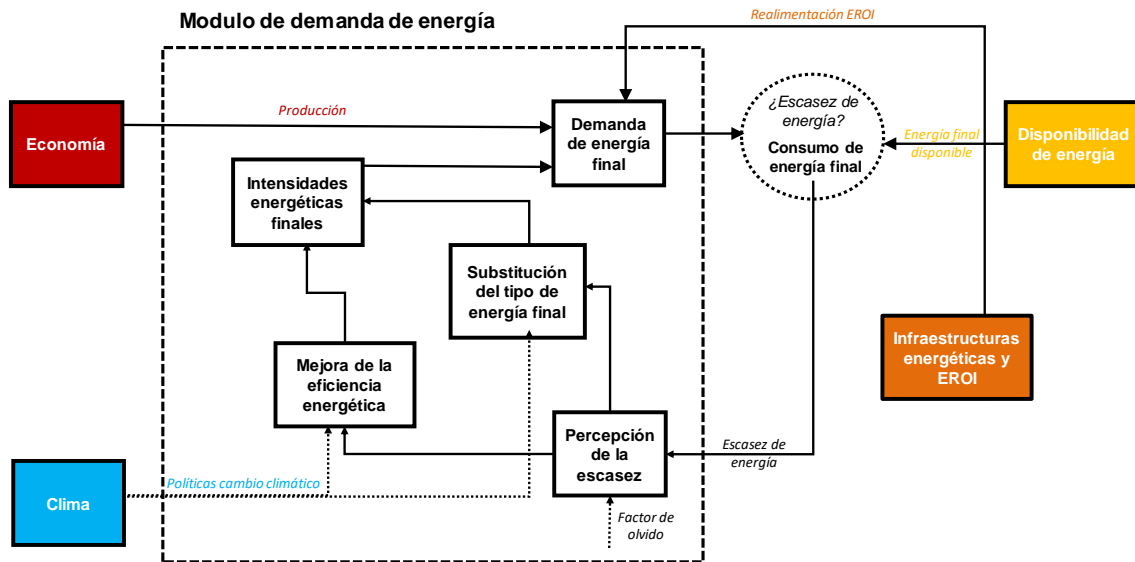 Modulo de demanda de energía
Realimentación EROI
Economía
Producción
Demanda
de energía
final
¿Escasez de
energía?
Consumo de
energía final
Energía final
disponible
Disponibilidad
de energía
Intensidades
energéticas
finales
Substitución
del tipo de
energía final
Infraestructuras
energéticas y
EROI
Mejora de la
eficiencia
energética
Percepción
de la
escasez
Escasez de
energía
Clima
Políticas cambio climático
Factor de
olvido